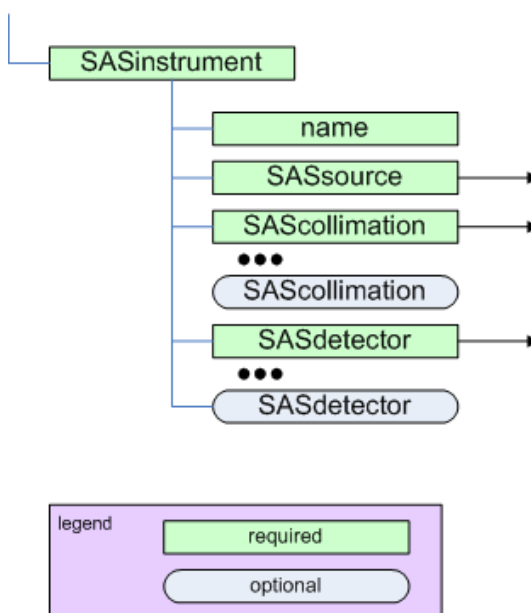 SASinstrument
name
SASsource
SAScollimation
SAScollimation
SASdetector
SASdetector
legend
required
optional